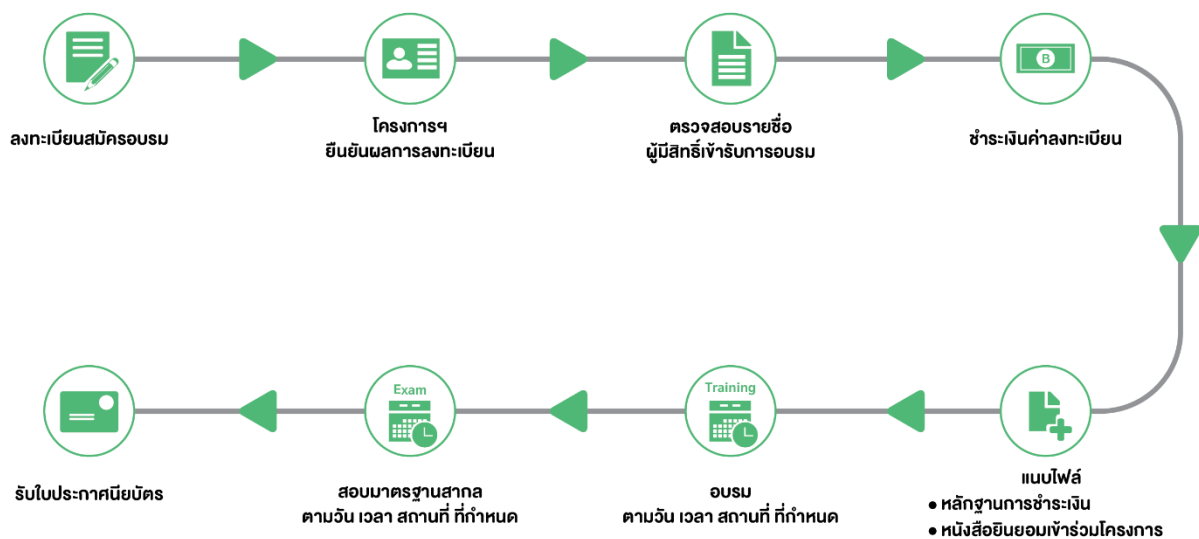 ลงทะเบียนสมัครอบรม
โครงการฯ
ยืนยันผลการลงทะเบียน
ตรวจสอบรายชื่อ
ผู้มีสิทธิ์เข้ารับการอบรม
B
ชำระเงินค่าลงทะเบียน
แนบไฟล์
• หลักฐานการชำระเงิน
• หนังสือยินยอมเข้าร่วมโครงการ
Training
อบรม
ตามวัน เวลา สถานที่ ที่กำหนด
Exam
สอบมาตรฐานสากล
ตามวัน เวลา สถานที่ ที่กำหนด
รับใบประกาศนียบัตร